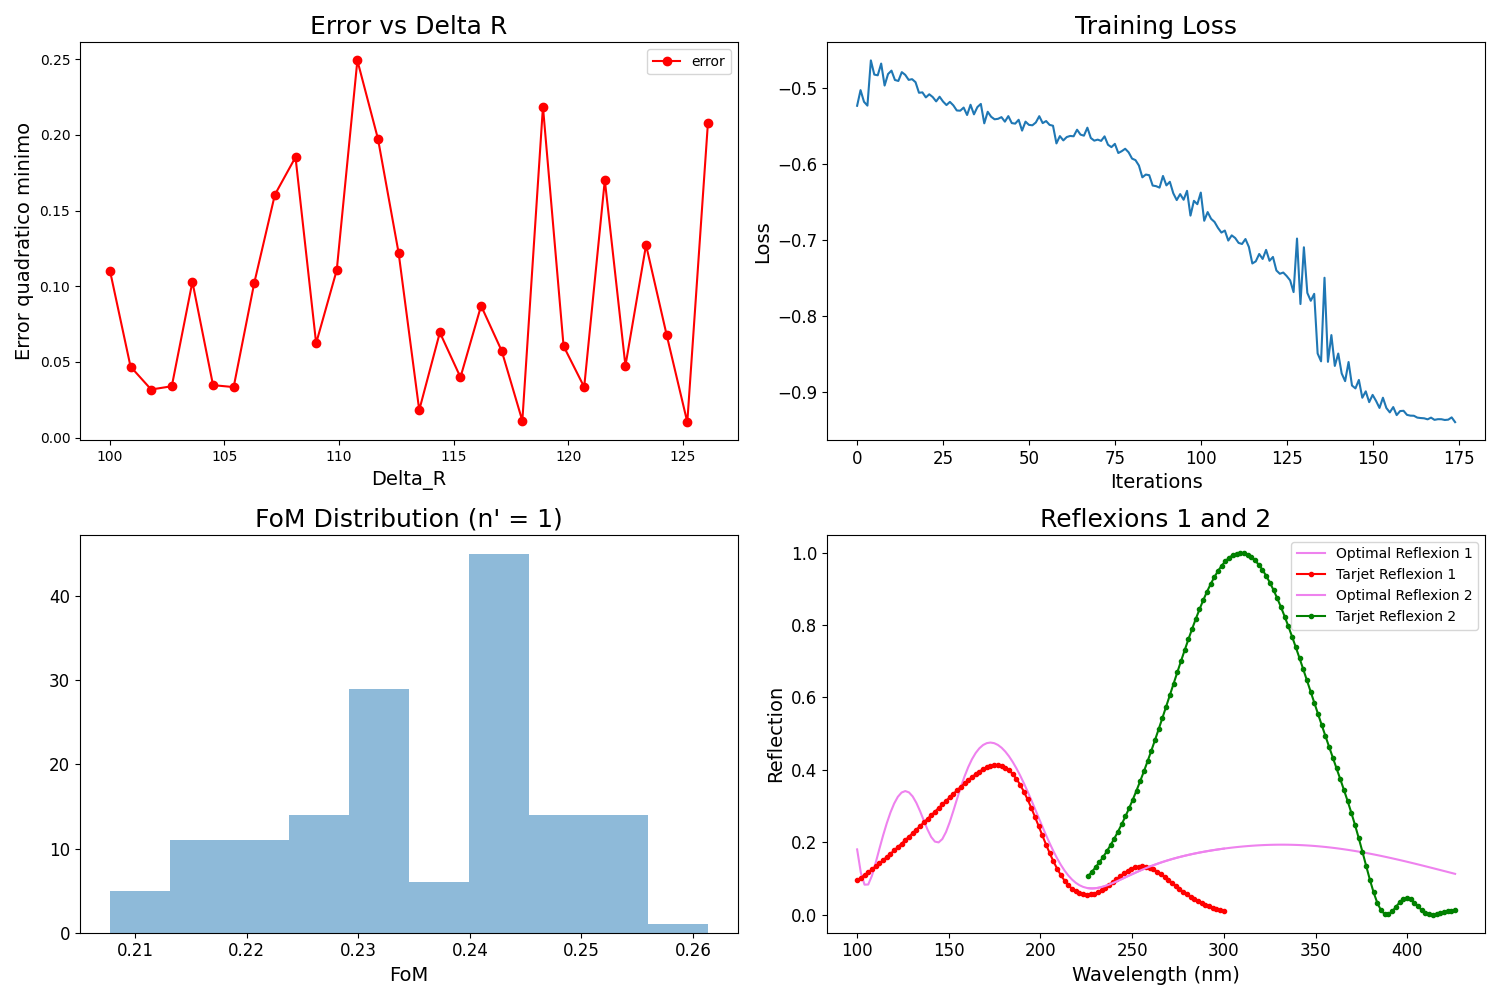 Error vs Delta R
error
Error quadratico minimo
0.25
0.20
0.15
0.10
0.05
0.00
100 105 110 115 120 125
Delta_R
Training Loss
Loss
−0.5
−0.6
−0.7
−0.8
−0.9
0 25 50 75 100 125 150 175
Iterations
FoM Distribution (n' = 1)
40
30
20
10
0
0.21 0.22 0.23 0.24 0.25 0.26
FoM
Reflexions 1 and 2
Optimal Reflexion 1
Tarjet Reflexion 1
Optimal Reflexion 2
Tarjet Reflexion 2
Reflection
1.0
0.8
0.6
0.4
0.2
0.0
100 150 200 250 300 350 400
Wavelength (nm)